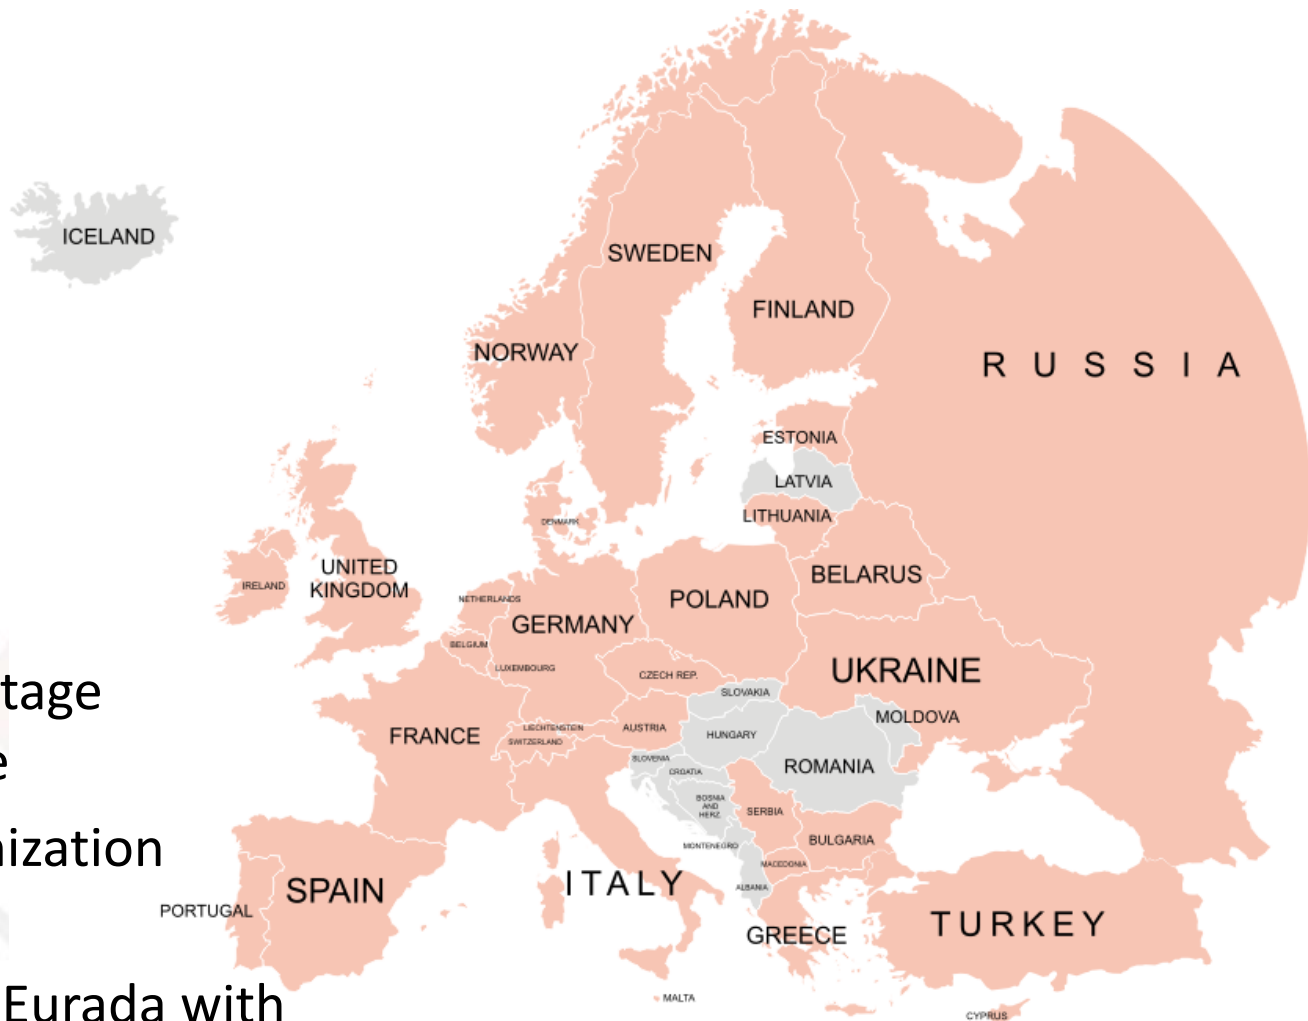 ICELAND
SWEDEN
FINLAND
NORWAY
R U S S I A
ESTONIA
LATVIA
LITHUANIA
DENMARK
UNITED
KINGDOM
IRELAND
BELARUS
NETHERLANDS
POLAND
GERMANY
BELGIUM
LUXEMBOURG
CZECH REP.
UKRAINE
tage
SLOVAKIA
MOLDOVA
FRANCE
LIECHTENSTEIN
AUSTRIA
SWITZERLAND
HUNGARY
SLOVENIA
ROMANIA
e
CROATIA
BOSNIA
AND
HERZ.
SERBIA
BULGARIA
nization
MONTENEGRO
MACEDONIA
ITALY
ALBANIA
SPAIN
PORTUGAL
TURKEY
GREECE
MALTA
Eurada with
CYPRUS